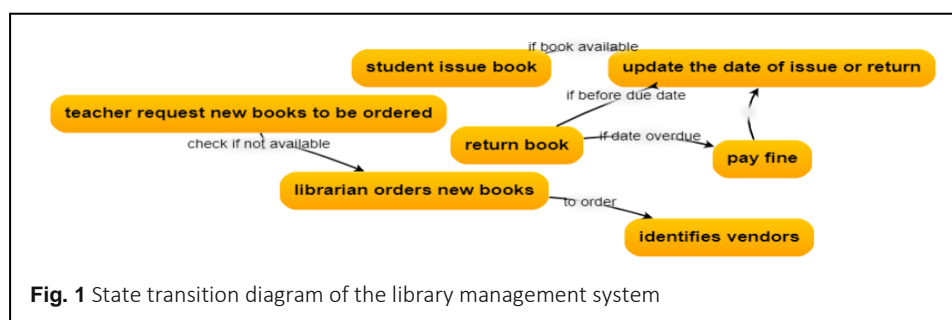 if book available
student issue book
update the date of issue or return
if before due date
teacher request new books to be ordered
check if not available
return book
if date overdue
pay fine
librarian orders new books
to order
identifies vendors
Fig. 1 State transition diagram of the library management system